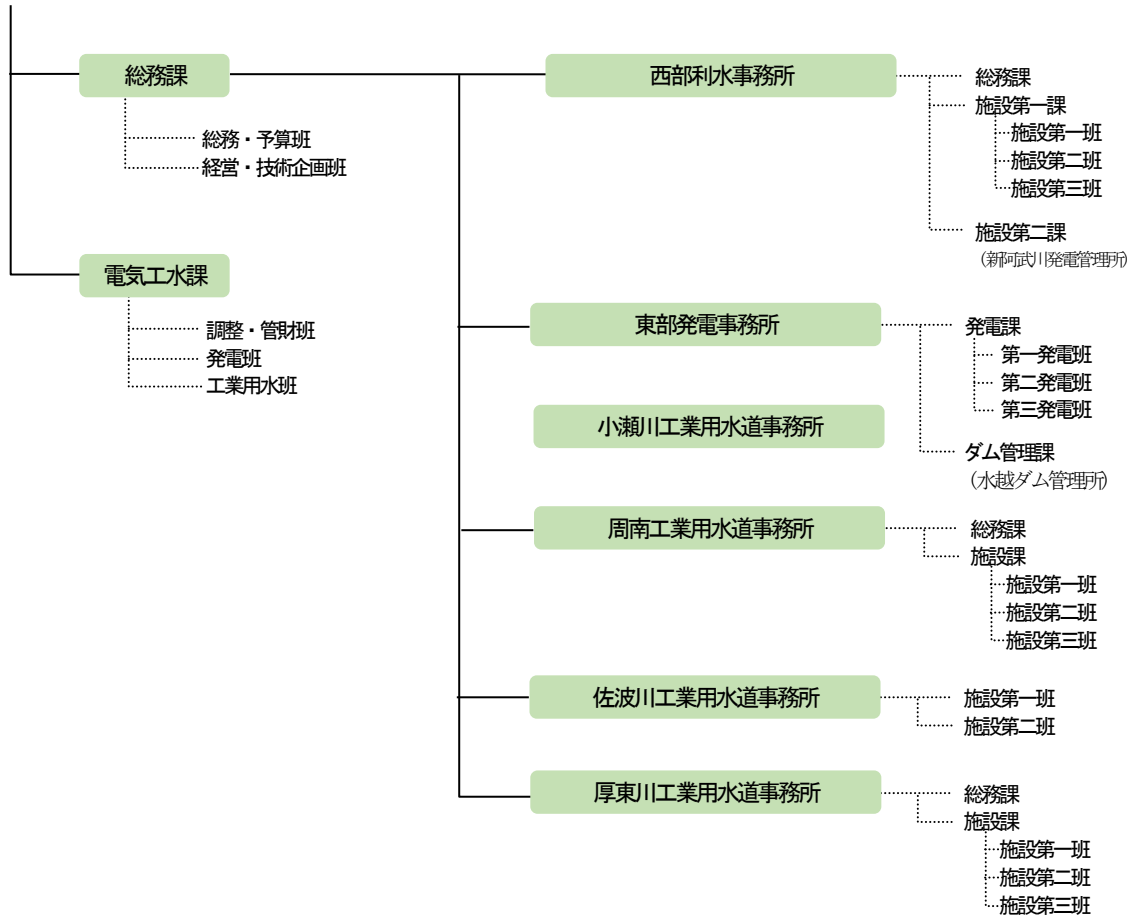 総務課
総務・予算班
経営・技術企画班
電気工水課
調整・管財班
発電班
工業用水班
西部利水事務所
総務課
施設第一課
施設第一班
施設第二班
施設第三班
施設第二課
（新阿武川発電管理所）
東部発電事務所
発電課
第一発電班
第二発電班
第三発電班
ダム管理課
（水越ダム管理所）
小瀬川工業用水道事務所
周南工業用水道事務所
総務課
施設課
施設第一班
施設第二班
施設第三班
佐波川工業用水道事務所
施設第一班
施設第二班
厚東川工業用水道事務所
総務課
施設課
施設第一班
施設第二班
施設第三班